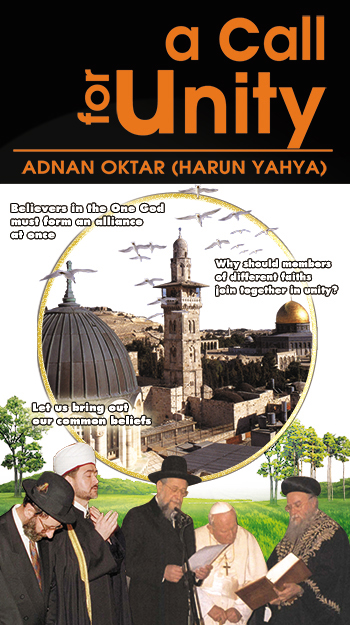 a Call
for Unity
ADNAN OKTAR (HARUN YAHYA)
Believers in the One God
must form an alliance
at once
Why should members
of different faiths
join together in unity?
Let us bring out
our common beliefs